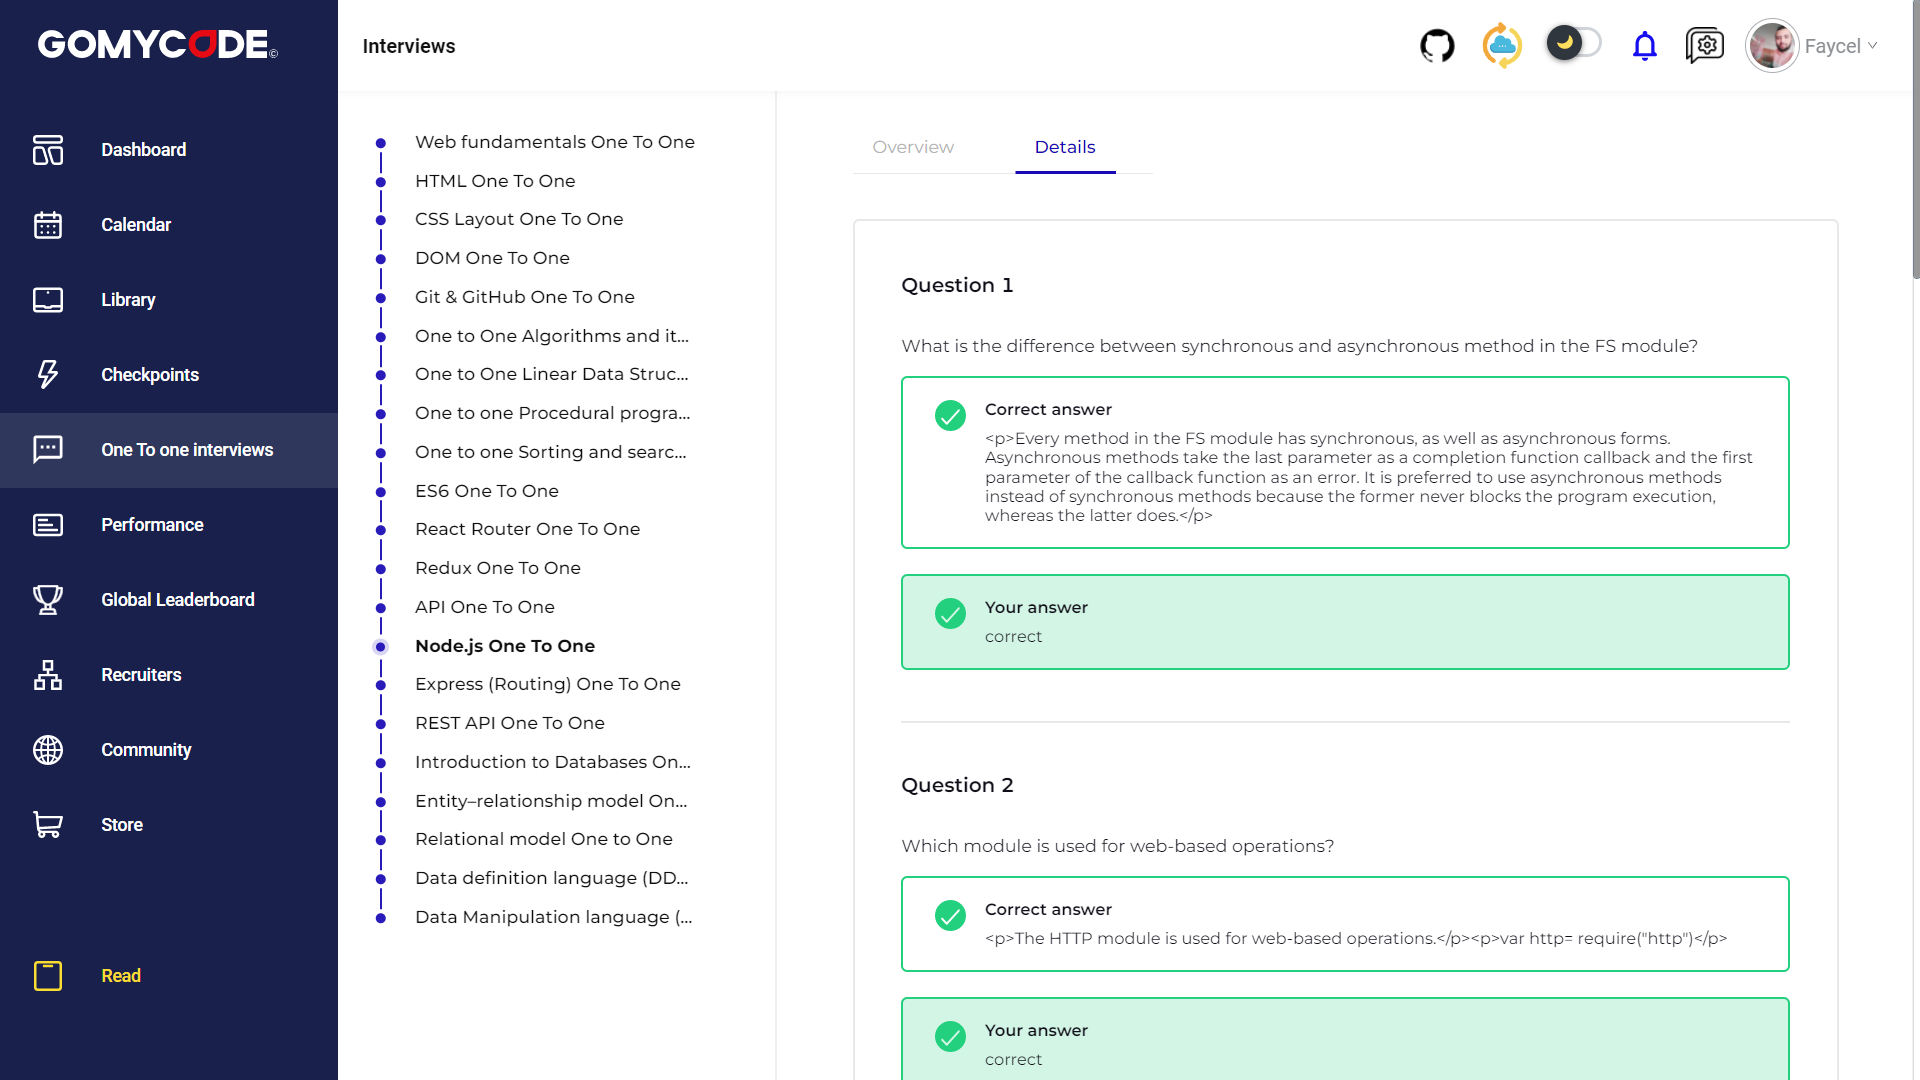 GOMYCODE©
Dashboard
Calendar
Library
Checkpoints
One To one interviews
Performance
Global Leaderboard
Recruiters
Community
Store
Read
Interviews
Faycel
Web fundamentals One To One
HTML One To One
CSS Layout One To One
DOM One To One
Git & GitHub One To One
One to One Algorithms and it...
One to One Linear Data Struc...
One to one Procedural progra...
One to one Sorting and searc...
ES6 One To One
React Router One To One
Redux One To One
API One To One
Node.js One To One
Express (Routing) One To One
REST API One To One
Introduction to Databases On...
Entity–relationship model On...
Relational model One to One
Data definition language (DD...
Data Manipulation language (...
Overview
Details
Question 1
What is the difference between synchronous and asynchronous method in the FS module?
Correct answer
<p>Every method in the FS module has synchronous, as well as asynchronous forms.
Asynchronous methods take the last parameter as a completion function callback and the first
parameter of the callback function as an error. It is preferred to use asynchronous methods
instead of synchronous methods because the former never blocks the program execution,
whereas the latter does.</p>
Your answer
correct
Question 2
Which module is used for web-based operations?
Correct answer
<p>The HTTP module is used for web-based operations.</p><p>var http= require("http")</p>
Your answer
correct